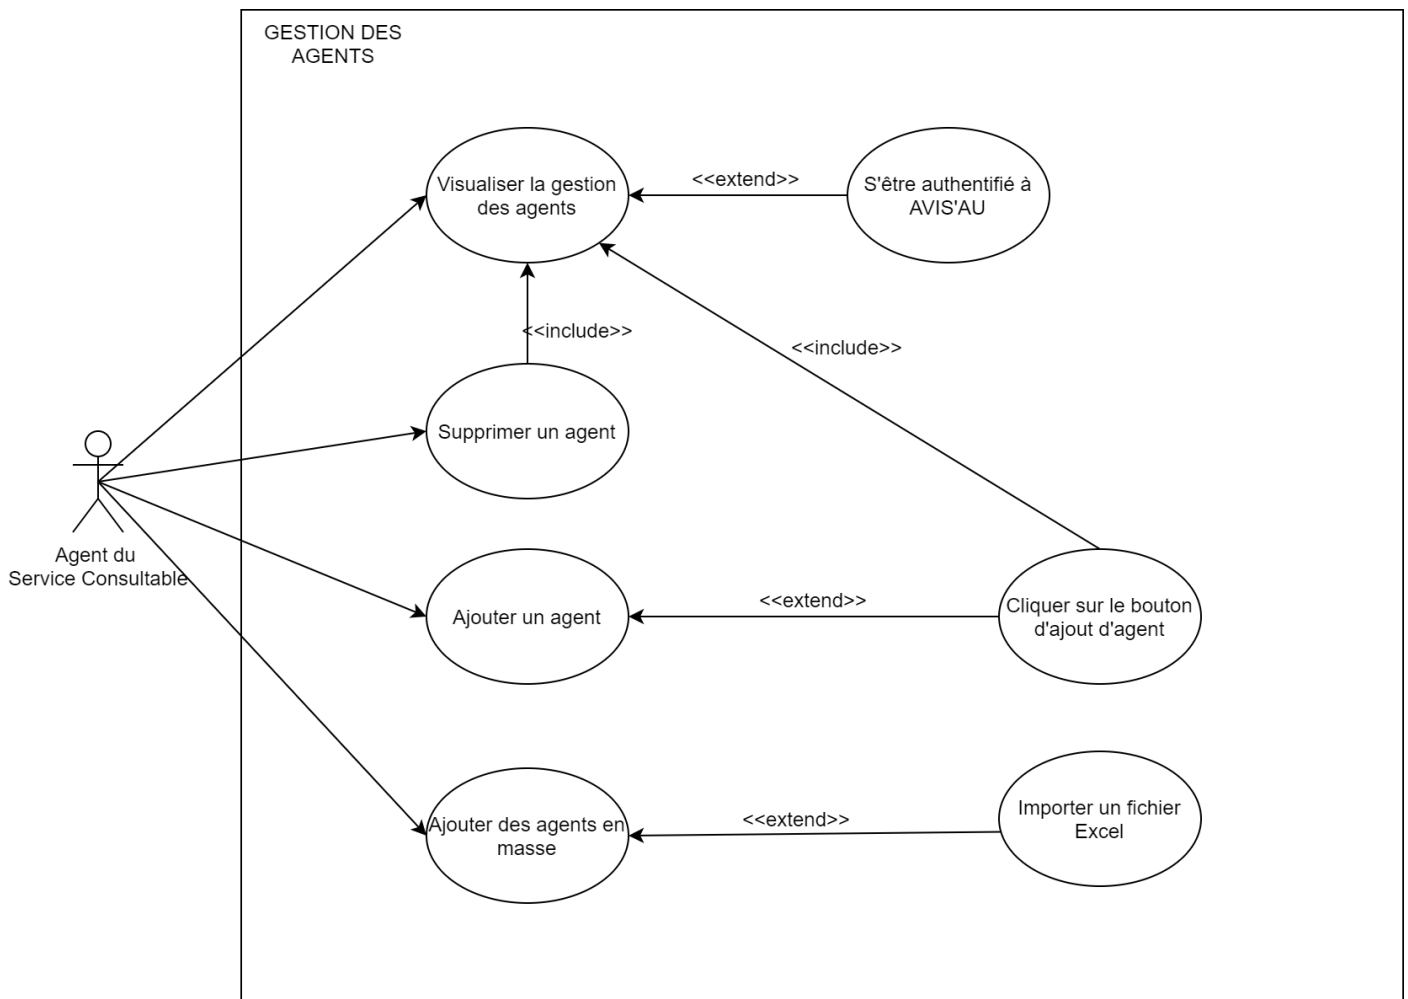 GESTION DES
AGENTS
Visualiser la gestion
des agents
<<extend>>
S'être authentifié à
AVIS'AU
<<include>>
<<include>>
Supprimer un agent
Agent du
Service Consultable
Ajouter un agent
<<extend>>
Cliquer sur le bouton
d'ajout d'agent
Ajouter des agents en
masse
<<extend>>
Importer un fichier
Excel